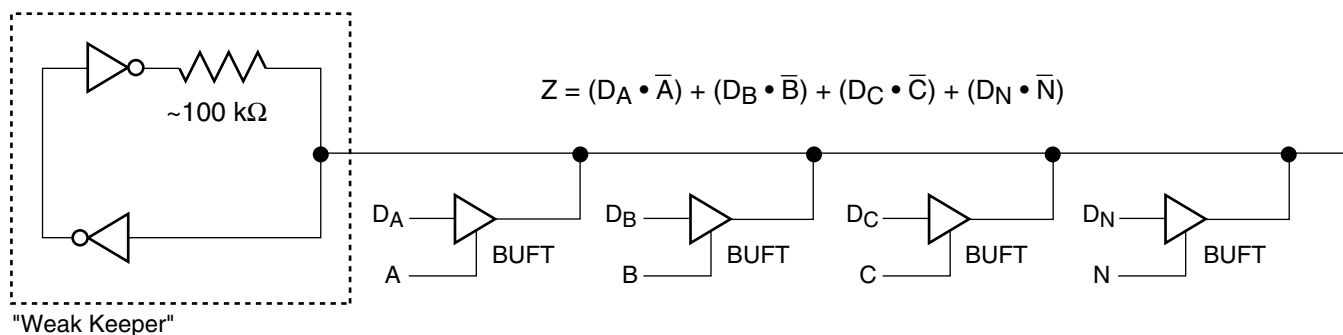 Z = (D_A • A̅) + (D_B • B̅) + (D_C • C̅) + (D_N • N̅)
~100 kΩ
D_A
BUFT
A
D_B
BUFT
B
D_C
BUFT
C
D_N
BUFT
N
"Weak Keeper"